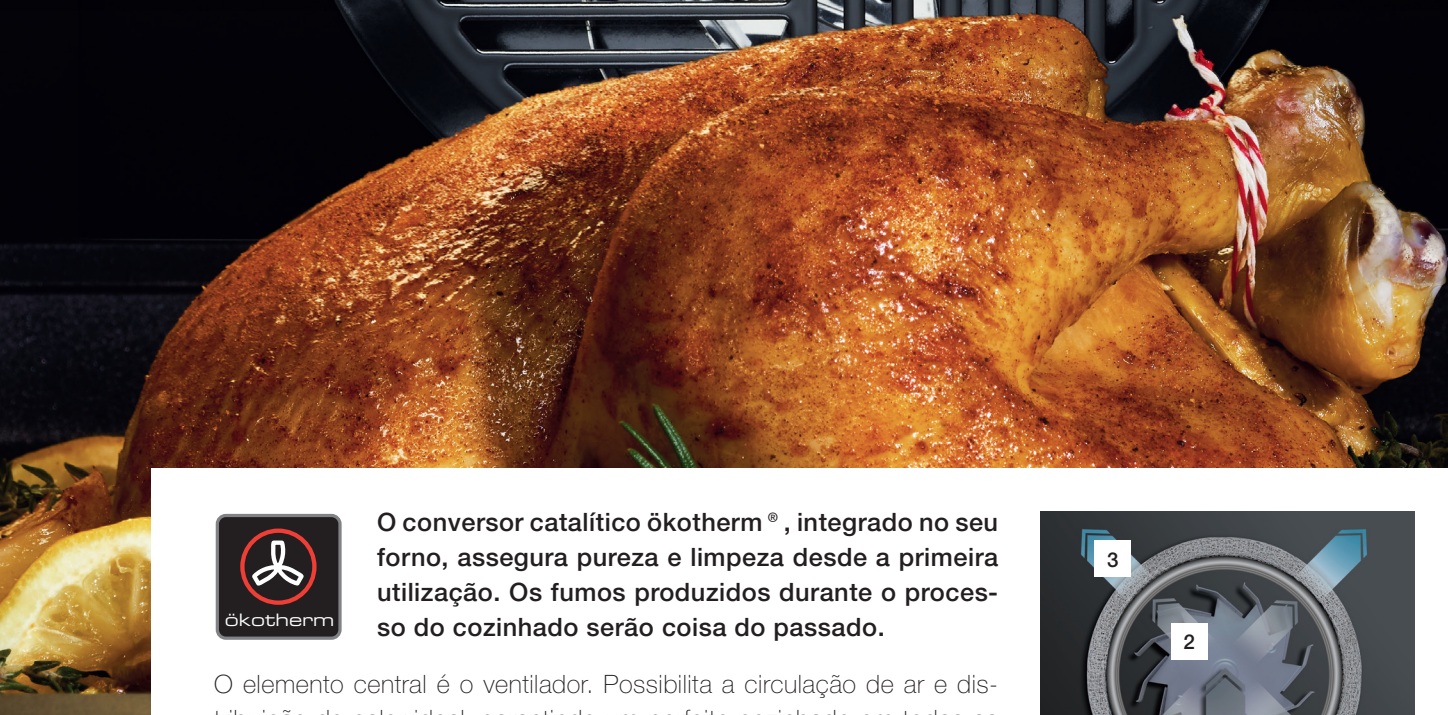 ökotherm
O conversor catalítico ökotherm ® , integrado no seu
forno, assegura pureza e limpeza desde a primeira
utilização. Os fumos produzidos durante o proces-
so do cozinhado serão coisa do passado.
O elemento central é o ventilador. Possibilita a circulação de ar e dis-
3
2